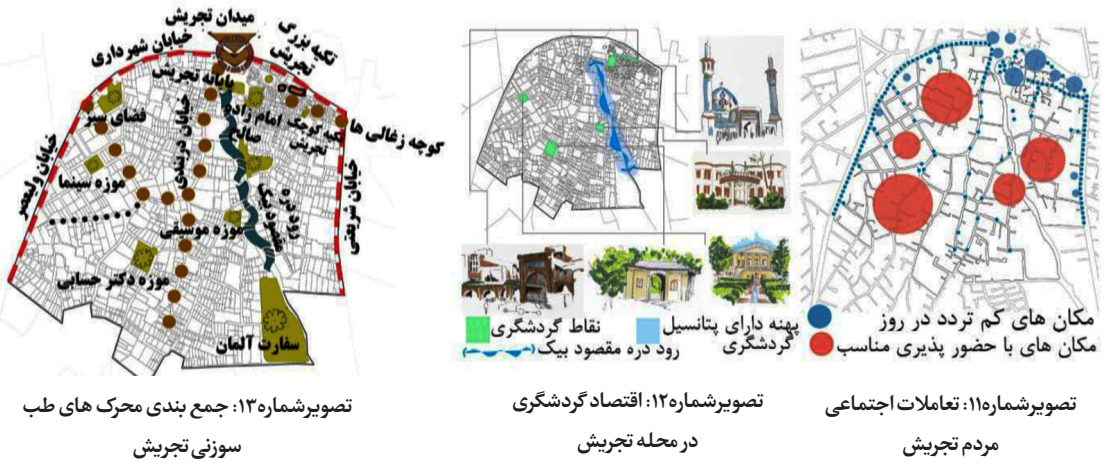 مکان های کم تردد در روز
مکان های با حضور پذیری مناسب
تصویرشماره۱۱: تعاملات اجتماعی
مردم تجریش
نقاط گردشگری
پهنه دارای پتانسیل
گردشگری
رود دره مقصود بیک
تصویرشماره۱۲: اقتصاد گردشگری
در محله تجریش
میدان تجریش
تکیه بزرگ
تجریش
خیابان شهرداری
پایانه تجریش
امام زاده
صالح
تکیه کوچک
تجریش
کوچه زغالی ها
فضای سبز
خیابان دربندی
خیابان ولیعصر
خیابان شریعتی
موزه سینما
رود دره
مقصود بیک
موزه موسیقی
موزه دکتر حسابی
سفارت آلمان
تصویرشماره۱۳: جمع بندی محرک های طب
سوزنی تجریش